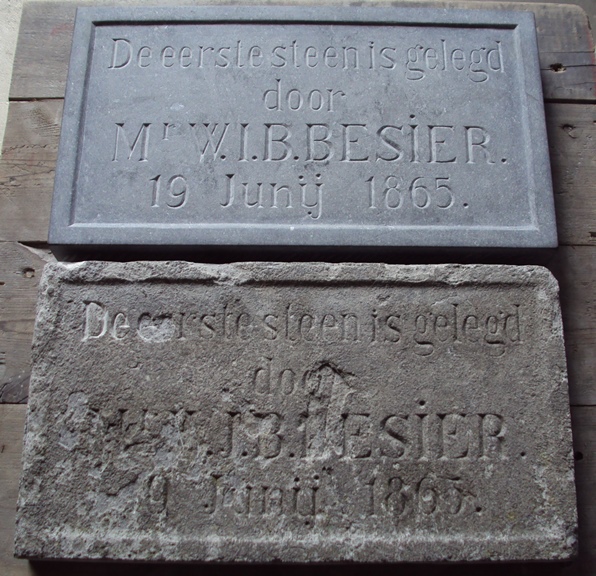 De eerste steen is gelegd
door
Mr W.I.B.BESiER.
19 Junij 1865.
De eerste steen is gelegd
door
BESiER.
9 Junij 1865.